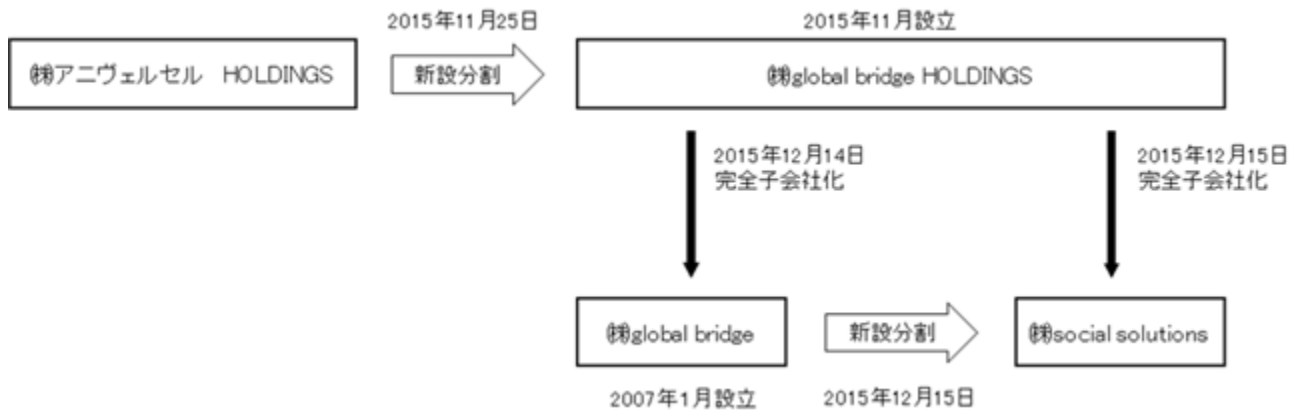 2015年11月25日
2015年11月設立
㈱アニヴェルセル　HOLDINGS
新設分割
㈱global bridge HOLDINGS
2015年12月14日
完全子会社化
2015年12月15日
完全子会社化
㈱global bridge
新設分割
㈱social solutions
2007年1月設立
2015年12月15日